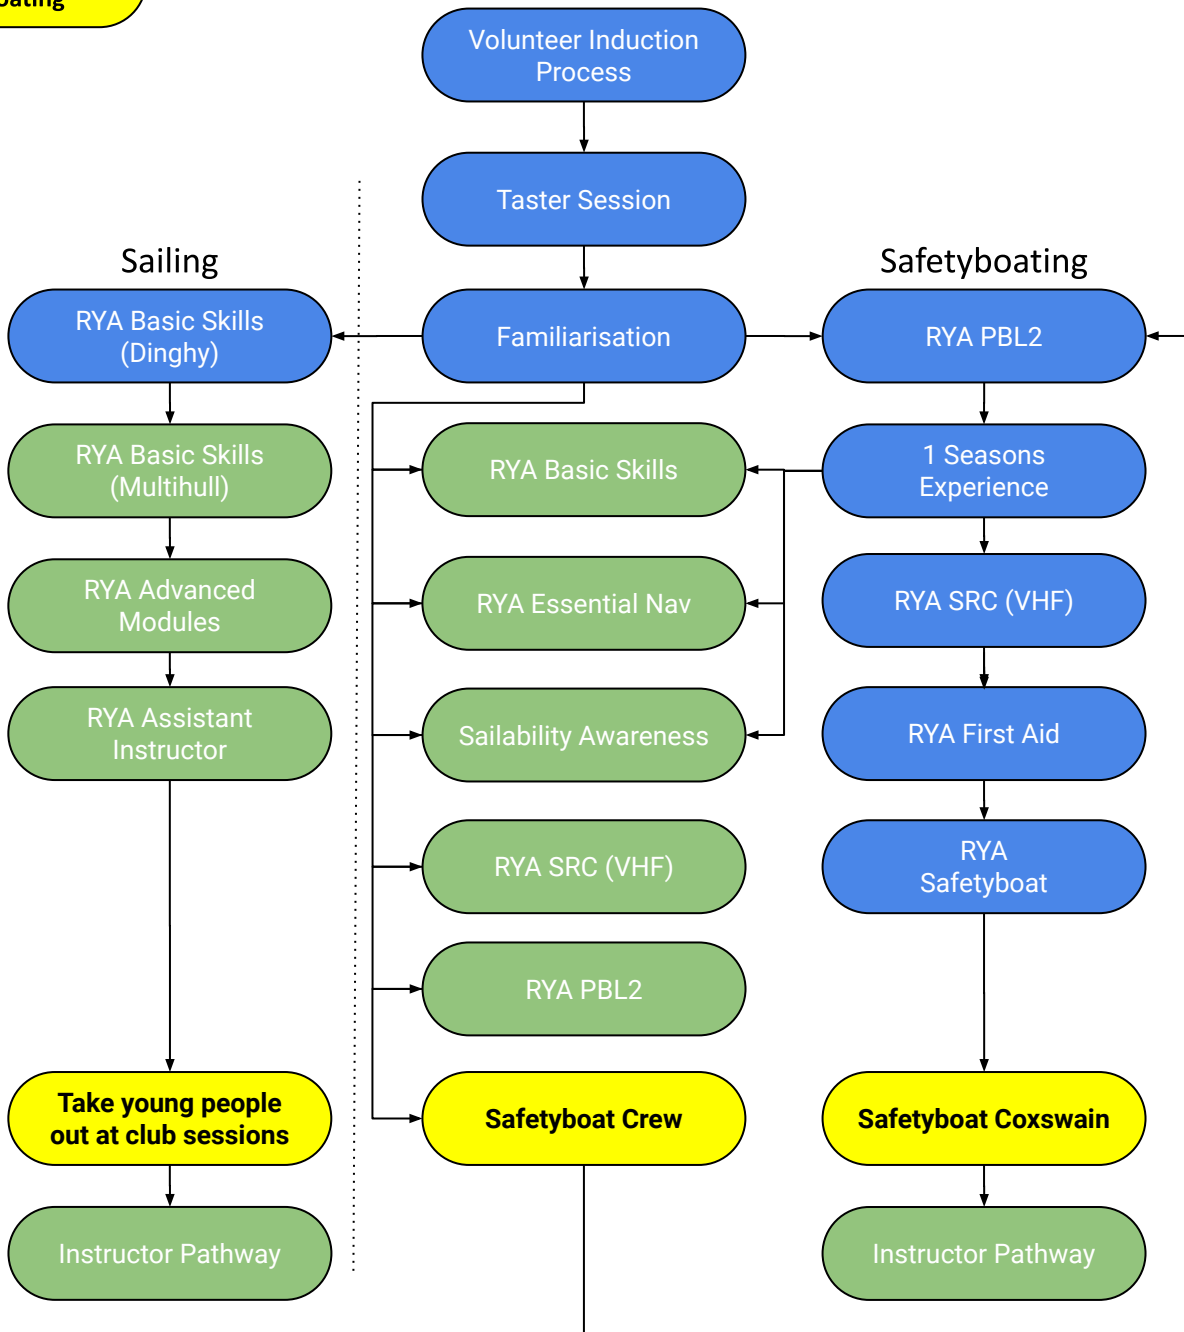 Volunteer Induction
Process
Taster Session
Sailing
Safetyboating
RYA Basic Skills
(Dinghy)
Familiarisation
RYA PBL2
RYA Basic Skills
(Multihull)
RYA Basic Skills
1 Seasons
Experience
RYA Advanced
Modules
RYA Essential Nav
RYA SRC (VHF)
RYA Assistant
Instructor
Sailability Awareness
RYA First Aid
RYA SRC (VHF)
RYA
Safetyboat
RYA PBL2
Take young people
out at club sessions
Safetyboat Crew
Safetyboat Coxswain
Instructor Pathway
Instructor Pathway